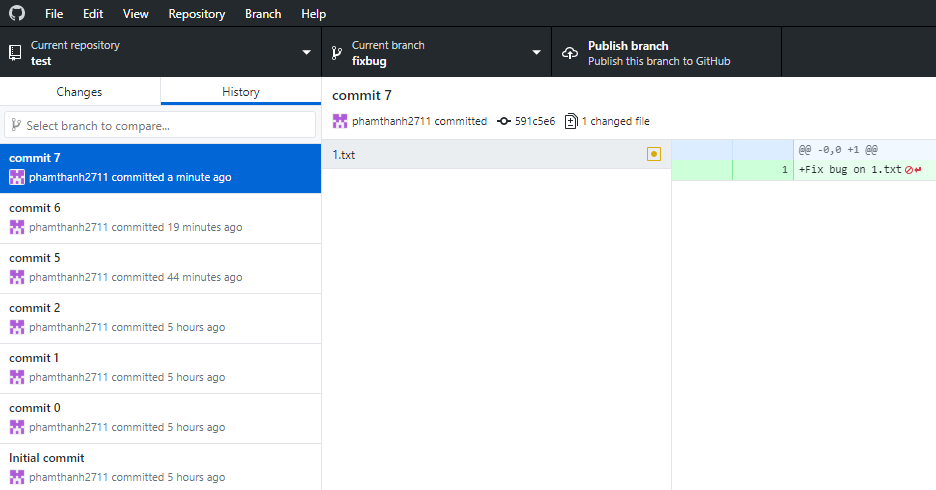 File Edit View Repository Branch Help
Current repository
test
Current branch
fixbug
Publish branch
Publish this branch to GitHub
Changes
History
Select branch to compare...
commit 7
phamthanh2711 committed a minute ago
commit 6
phamthanh2711 committed 19 minutes ago
commit 5
phamthanh2711 committed 44 minutes ago
commit 2
phamthanh2711 committed 5 hours ago
commit 1
phamthanh2711 committed 5 hours ago
commit 0
phamthanh2711 committed 5 hours ago
Initial commit
phamthanh2711 committed 5 hours ago
commit 7
phamthanh2711 committed 591c5e6 1 changed file
1.txt
@@ -0,0 +1 @@
1 +Fix bug on 1.txt